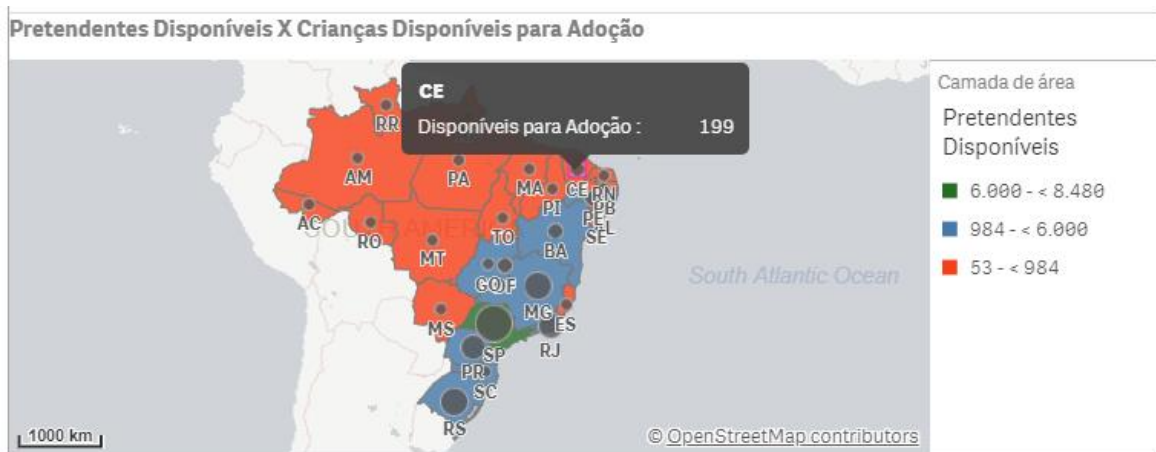 Pretendentes Disponíveis X Crianças Disponíveis para Adoção
CE
Disponíveis para Adoção : 199
Camada de área
Pretendentes
Disponíveis
6.000 - < 8.480
984 - < 6.000
53 - < 984
RR
AM
PA
MA
CE
RN
PB
PI
PE
AC
RO
TO
SE
SOUTH AMERICA
MT
BA
GO
South Atlantic Ocean
MG
ES
MS
SP
RJ
PR
SC
RS
1000 km
© OpenStreetMap contributors